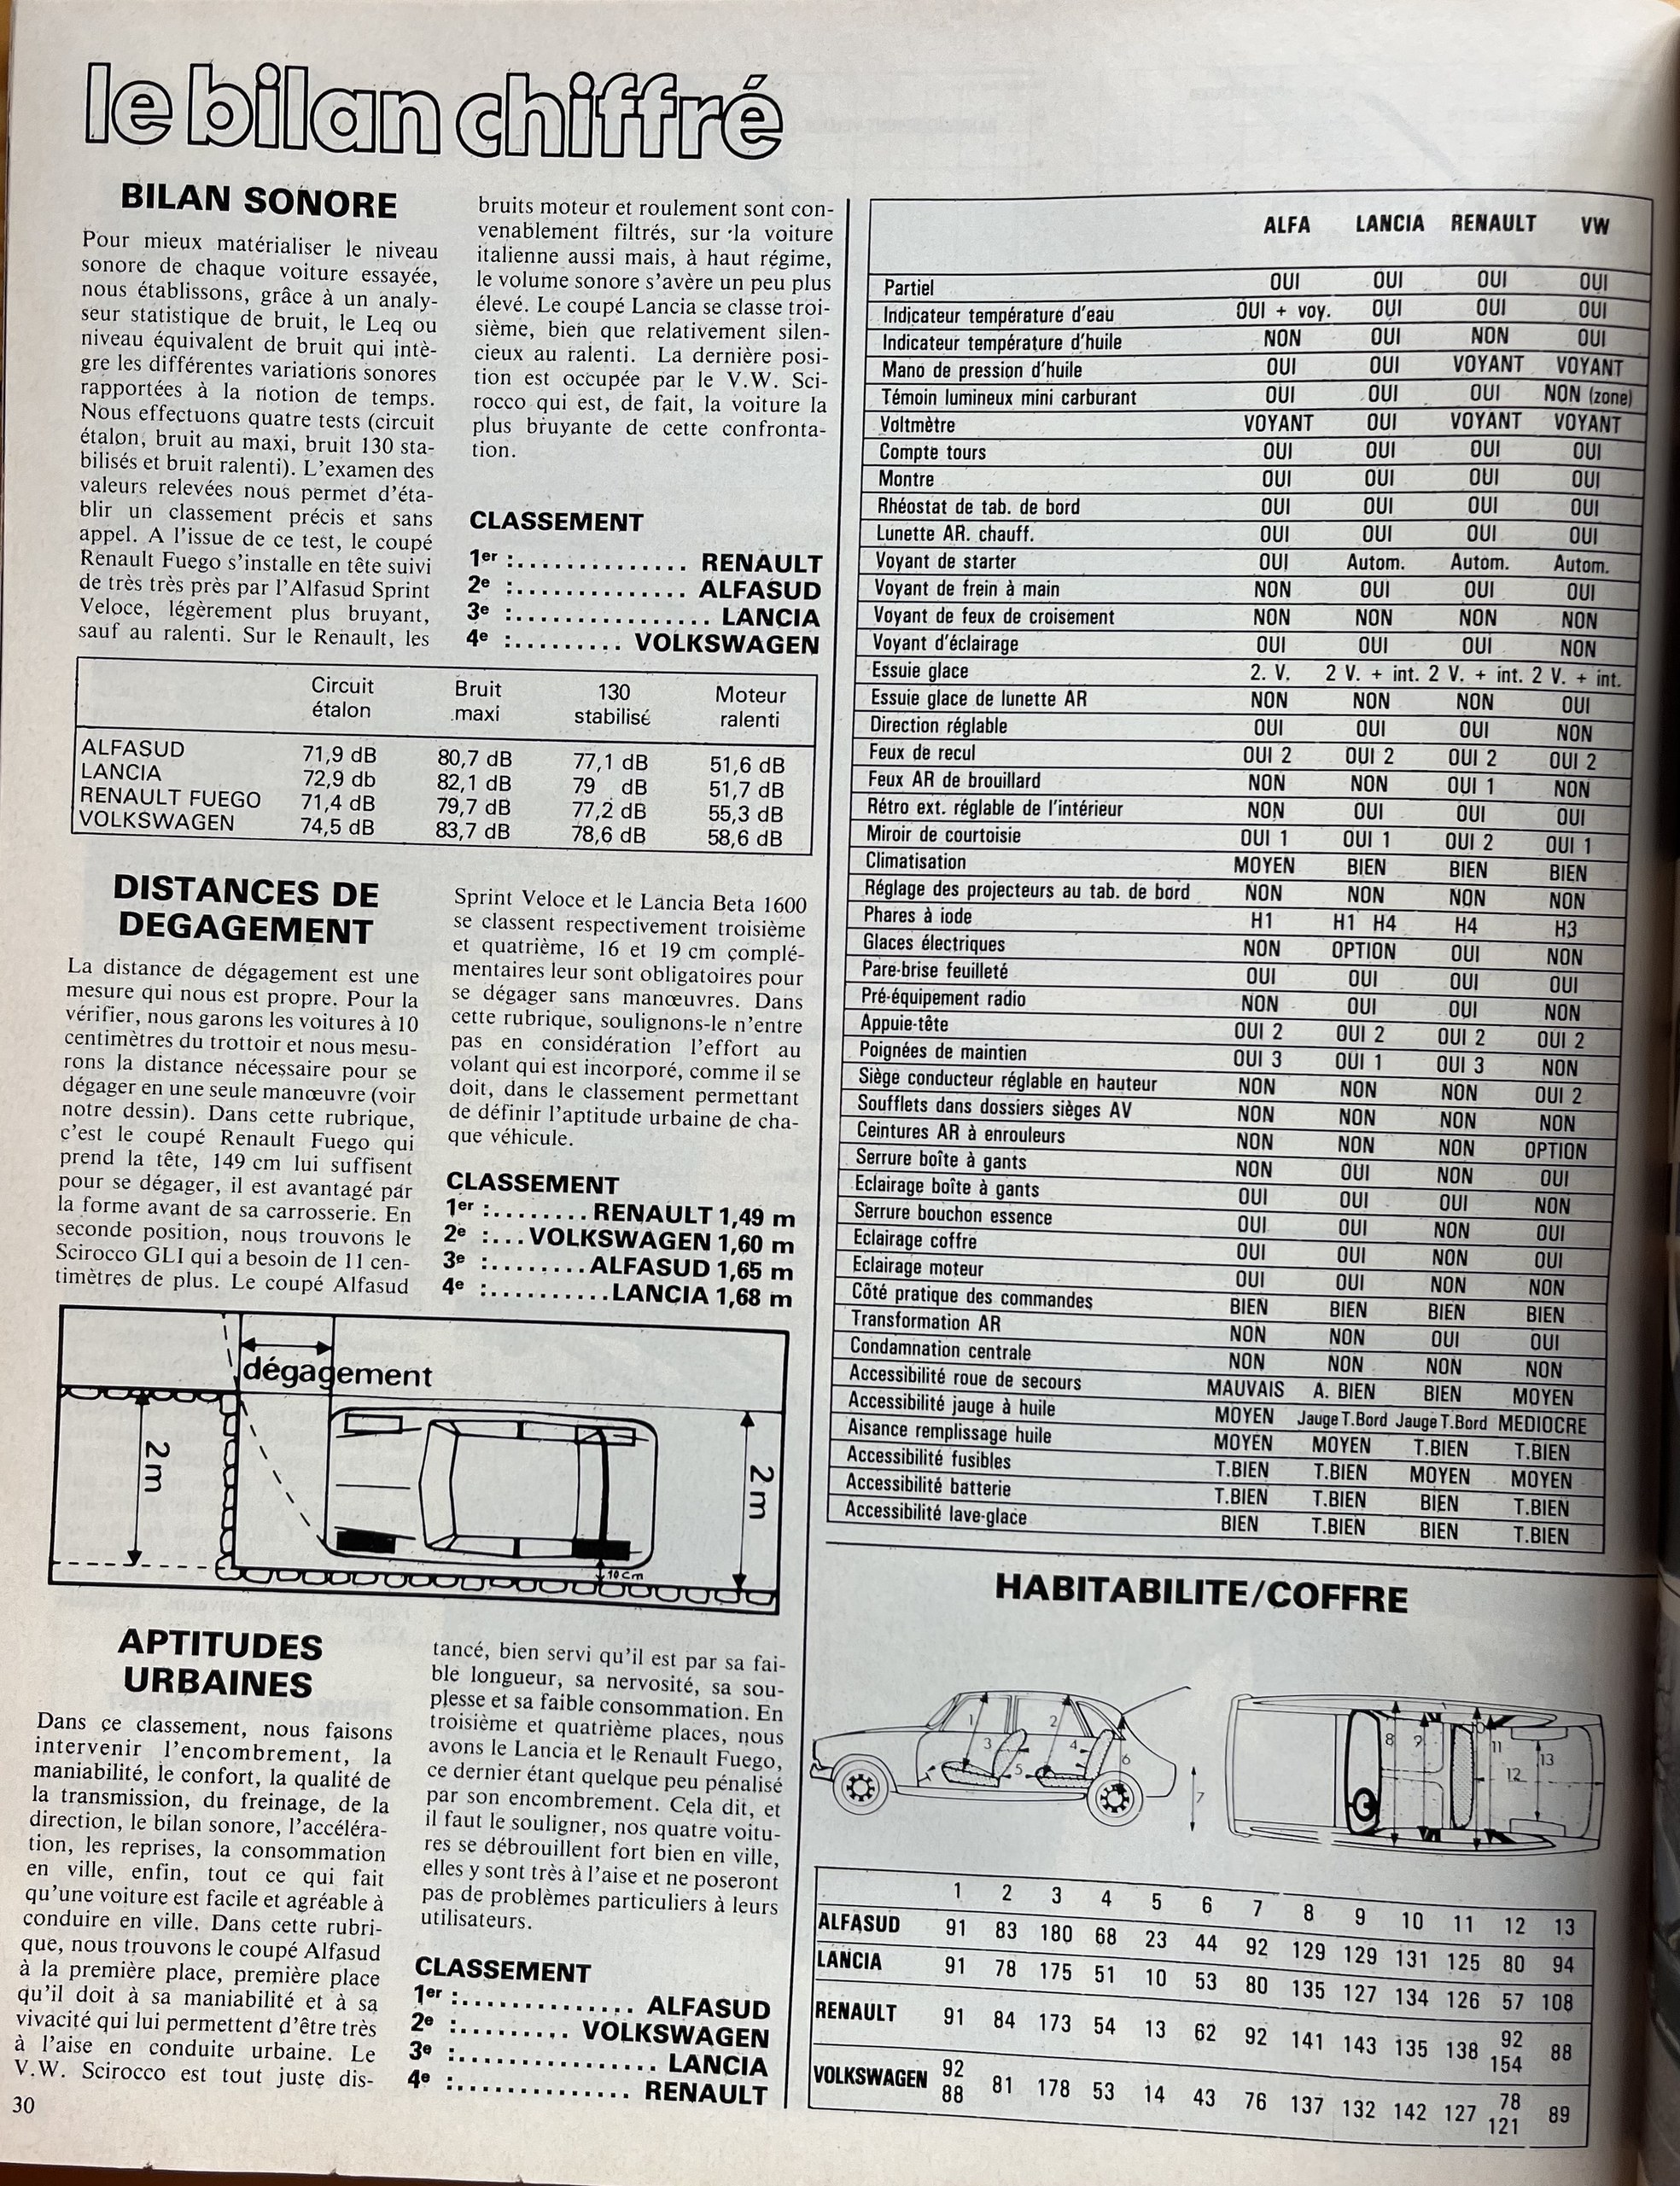 le bilan chiffré
BILAN SONORE
Pour mieux matérialiser le niveau
sonore de chaque voiture essayée,
nous établissons, grâce à un analy-
seur statistique de bruit, le Leq ou
niveau équivalent de bruit qui intè-
gre les différentes variations sonores
rapportées à la notion de temps.
Nous effectuons quatre tests (circuit
étalon, bruit au maxi, bruit 130 sta-
bilisés et bruit ralenti). L'examen des
valeurs relevées nous permet d'éta-
blir un classement précis et sans
appel. A l'issue de ce test, le coupé
Renault Fuego s'installe en tête suivi
de très très près par l'Alfasud Sprint
Veloce, légèrement plus bruyant,
sauf au ralenti. Sur le Renault, les
bruits moteur et roulement sont con-
venablement filtrés, sur la voiture
italienne aussi mais, à haut régime,
le volume sonore s'avère un peu plus
élevé. Le coupé Lancia se classe troi-
sième, bien que relativement silen-
cieux au ralenti. La dernière posi-
tion est occupée par le V.W. Sci-
rocco qui est, de fait, la voiture la
plus bruyante de cette confronta-
tion.
CLASSEMENT
1er :.............. RENAULT
2e :............... ALFASUD
3e :................. LANCIA
4e :......... VOLKSWAGEN
Circuit étalon Bruit maxi 130 stabilisé Moteur ralenti
ALFASUD 71,9 dB 80,7 dB 77,1 dB 51,6 dB
LANCIA 72,9 db 82,1 dB 79 dB 51,7 dB
RENAULT FUEGO 71,4 dB 79,7 dB 77,2 dB 55,3 dB
VOLKSWAGEN 74,5 dB 83,7 dB 78,6 dB 58,6 dB
DISTANCES DE
DEGAGEMENT
La distance de dégagement est une
mesure qui nous est propre. Pour la
vérifier, nous garons les voitures à 10
centimètres du trottoir et nous mesu-
rons la distance nécessaire pour se
dégager en une seule manœuvre (voir
notre dessin). Dans cette rubrique,
c'est le coupé Renault Fuego qui
prend la tête, 149 cm lui suffisent
pour se dégager, il est avantagé par
la forme avant de sa carrosserie. En
seconde position, nous trouvons le
Scirocco GLI qui a besoin de 11 cen-
timètres de plus. Le coupé Alfasud
Sprint Veloce et le Lancia Beta 1600
se classent respectivement troisième
et quatrième, 16 et 19 cm complé-
mentaires leur sont obligatoires pour
se dégager sans manœuvres. Dans
cette rubrique, soulignons-le n'entre
pas en considération l'effort au
volant qui est incorporé, comme il se
doit, dans le classement permettant
de définir l'aptitude urbaine de cha-
que véhicule.
CLASSEMENT
1er :........RENAULT 1,49 m
2e :...VOLKSWAGEN 1,60 m
3e :.........ALFASUD 1,65 m
4e :...........LANCIA 1,68 m
dégagement
2m
2m
10 cm
APTITUDES
URBAINES
Dans ce classement, nous faisons
intervenir l'encombrement, la
maniabilité, le confort, la qualité de
la transmission, du freinage, de la
direction, le bilan sonore, l'accéléra-
tion, les reprises, la consommation
en ville, enfin, tout ce qui fait
qu'une voiture est facile et agréable à
conduire en ville. Dans cette rubri-
que, nous trouvons le coupé Alfasud
à la première place, première place
qu'il doit à sa maniabilité et à sa
vivacité qui lui permettent d'être très
à l'aise en conduite urbaine. Le
V.W. Scirocco est tout juste dis-
tancé, bien servi qu'il est par sa fai-
ble longueur, sa nervosité, sa sou-
plesse et sa faible consommation. En
troisième et quatrième places, nous
avons le Lancia et le Renault Fuego,
ce dernier étant quelque peu pénalisé
par son encombrement. Cela dit, et
il faut le souligner, nos quatre voitu-
res se débrouillent fort bien en ville,
elles y sont très à l'aise et ne poseront
pas de problèmes particuliers à leurs
utilisateurs.
CLASSEMENT
1er :.............. ALFASUD
2e :......... VOLKSWAGEN
3e :................ LANCIA
4e :.............. RENAULT
30
ALFA LANCIA RENAULT VW
Partiel OUI OUI OUI OUI
Indicateur température d'eau OUI + voy. OUI OUI OUI
Indicateur température d'huile NON OUI NON OUI
Mano de pression d'huile OUI OUI VOYANT VOYANT
Témoin lumineux mini carburant OUI OUI OUI NON (zone)
Voltmètre VOYANT OUI VOYANT VOYANT
Compte tours OUI OUI OUI OUI
Montre OUI OUI OUI OUI
Rhéostat de tab. de bord OUI OUI OUI OUI
Lunette AR. chauff. OUI OUI OUI OUI
Voyant de starter OUI Autom. Autom. Autom.
Voyant de frein à main NON OUI OUI OUI
Voyant de feux de croisement NON NON NON NON
Voyant d'éclairage OUI OUI OUI NON
Essuie glace 2. V. 2 V. + int. 2 V. + int. 2 V. + int.
Essuie glace de lunette AR NON NON NON OUI
Direction réglable OUI OUI OUI NON
Feux de recul OUI 2 OUI 2 OUI 2 OUI 2
Feux AR de brouillard NON NON OUI 1 NON
Rétro ext. réglable de l'intérieur NON OUI OUI OUI
Miroir de courtoisie OUI 1 OUI 1 OUI 2 OUI 1
Climatisation MOYEN BIEN BIEN BIEN
Réglage des projecteurs au tab. de bord NON NON NON NON
Phares à iode H1 H1 H4 H4 H3
Glaces électriques NON OPTION OUI NON
Pare-brise feuilleté OUI OUI OUI OUI
Pré-équipement radio NON OUI OUI NON
Appuie-tête OUI 2 OUI 2 OUI 2 OUI 2
Poignées de maintien OUI 3 OUI 1 OUI 3 NON
Siège conducteur réglable en hauteur NON NON NON OUI 2
Soufflets dans dossiers sièges AV NON NON NON NON
Ceintures AR à enrouleurs NON NON NON OPTION
Serrure boîte à gants NON OUI NON OUI
Eclairage boîte à gants OUI OUI OUI NON
Serrure bouchon essence OUI OUI NON OUI
Eclairage coffre OUI OUI NON OUI
Eclairage moteur OUI OUI NON NON
Côté pratique des commandes BIEN BIEN BIEN BIEN
Transformation AR NON NON OUI OUI
Condamnation centrale NON NON NON NON
Accessibilité roue de secours MAUVAIS A. BIEN BIEN MOYEN
Accessibilité jauge à huile MOYEN Jauge T.Bord Jauge T.Bord MEDIOCRE
Aisance remplissage huile MOYEN MOYEN T.BIEN T.BIEN
Accessibilité fusibles T.BIEN T.BIEN MOYEN MOYEN
Accessibilité batterie T.BIEN T.BIEN BIEN T.BIEN
Accessibilité lave-glace BIEN T.BIEN BIEN T.BIEN
HABITABILITE/COFFRE
1 2 3 4 5 6 7 8 9 10 11 12 13
1 2 3 4 5 6 7 8 9 10 11 12 13
ALFASUD 91 83 180 68 23 44 92 129 129 131 125 80 94
LANCIA 91 78 175 51 10 53 80 135 127 134 126 57 108
RENAULT 91 84 173 54 13 62 92 141 143 135 138 92 154 88
VOLKSWAGEN 92 88 81 178 53 14 43 76 137 132 142 127 78 121 89